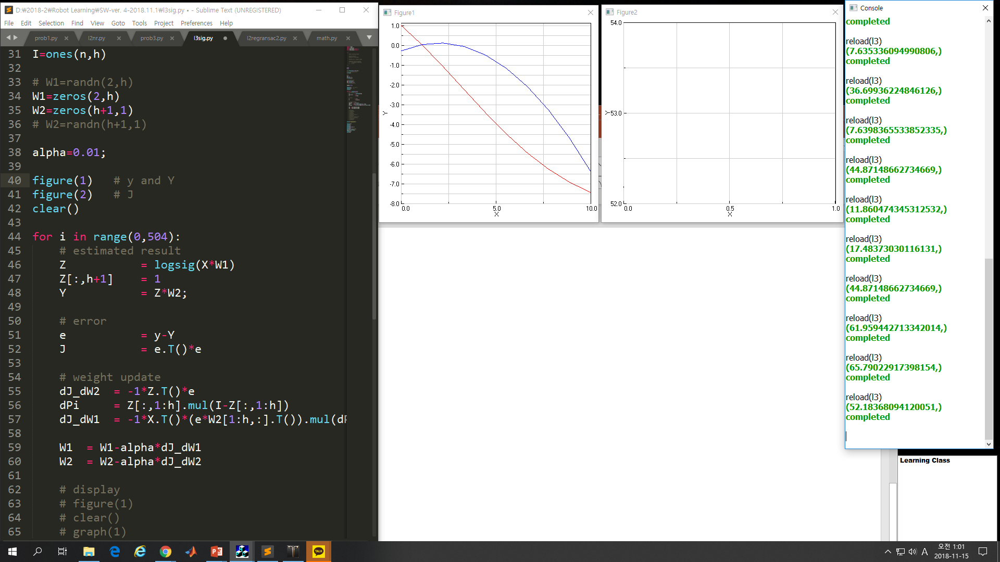 D:₩2018-2₩Robot Learning₩SW-ver. 4-2018.11.1₩l3sig.py • - Sublime Text (UNREGISTERED)
File Edit Selection Find View Goto Tools Project Preferences Help
prob1.py l2nr.py prob3.py l3sig.py l2regransac2.py math.py
31 I=ones(n,h)
32
33 # W1=randn(2,h)
34 W1=zeros(2,h)
35 W2=zeros(h+1,1)
36 # W2=randn(h+1,1)
37
38 alpha=0.01;
39
40 figure(1) # y and Y
41 figure(2) # J
42 clear()
43
44 for i in range(0,504):
45 # estimated result
46 Z = logsig(X*W1)
47 Z[:,h+1] = 1
48 Y = Z*W2;
49
50 # error
51 e = y-Y
52 J = e.T()*e
53
54 # weight update
55 dJ_dW2 = -1*Z.T()*e
56 dPi = Z[:,1:h].mul(I-Z[:,1:h])
57 dJ_dW1 = -1*X.T()*(e*W2[1:h,:].T()).mul(dP
58
59 W1 = W1-alpha*dJ_dW1
60 W2 = W2-alpha*dJ_dW2
61
62 # display
63 # figure(1)
64 # clear()
65 # graph(1)
Figure1
1.0
0.0
-1.0
-2.0
-3.0
Y
-4.0
-5.0
-6.0
-7.0
-8.0
0.0 5.0 10.0
X
Figure2
54.0
Y
53.0
52.0
0.0 0.5 1.0
X
Console
completed
reload(l3)
(7.635336094990806,)
completed
reload(l3)
(36.69936224846126,)
completed
reload(l3)
(7.6398365533852335,)
completed
reload(l3)
(44.87148662734669,)
completed
reload(l3)
(11.860474345312532,)
completed
reload(l3)
(17.48373030116131,)
completed
reload(l3)
(44.87148662734669,)
completed
reload(l3)
(61.959442713342014,)
completed
reload(l3)
(65.79022917398154,)
completed
reload(l3)
(52.18368094120051,)
completed
Learning Class
TALK
A
오전 1:01
2018-11-15